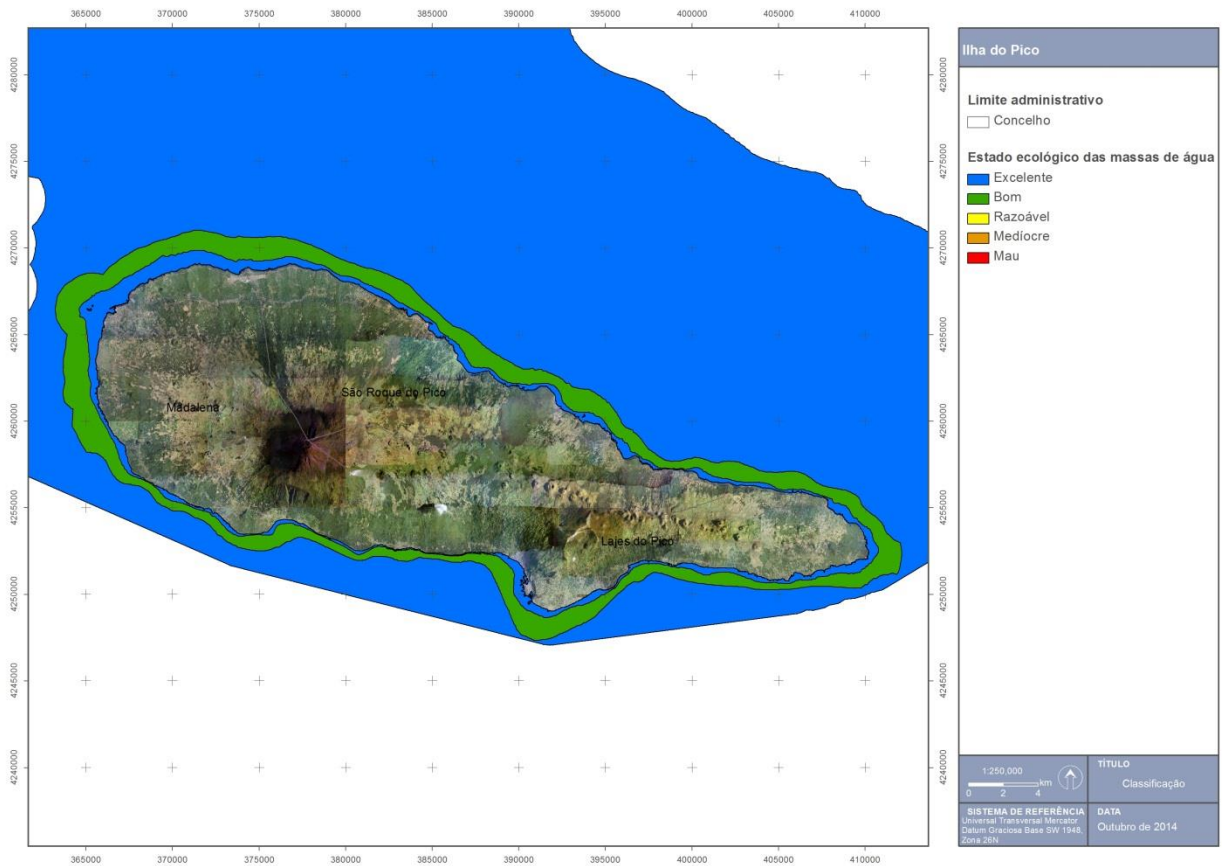 365000 370000 375000 380000 385000 390000 395000 400000 405000 410000
4280000 4280000
4275000 4275000
4270000 4270000
4265000 4265000
4260000 4260000
4255000 4255000
4250000 4250000
4245000 4245000
4240000 4240000
São Roque do Pico
Madalena
Lajes do Pico
365000 370000 375000 380000 385000 390000 395000 400000 405000 410000
Ilha do Pico
Limite administrativo
Concelho
Estado ecológico das massas de água
Excelente
Bom
Razoável
Medíocre
Mau
1:250,000
km
0 2 4
TÍTULO
Classificação
SISTEMA DE REFERÊNCIA
Universal Transversal Mercator
Datum Graciosa Base SW 1948,
Zona 26N
DATA
Outubro de 2014